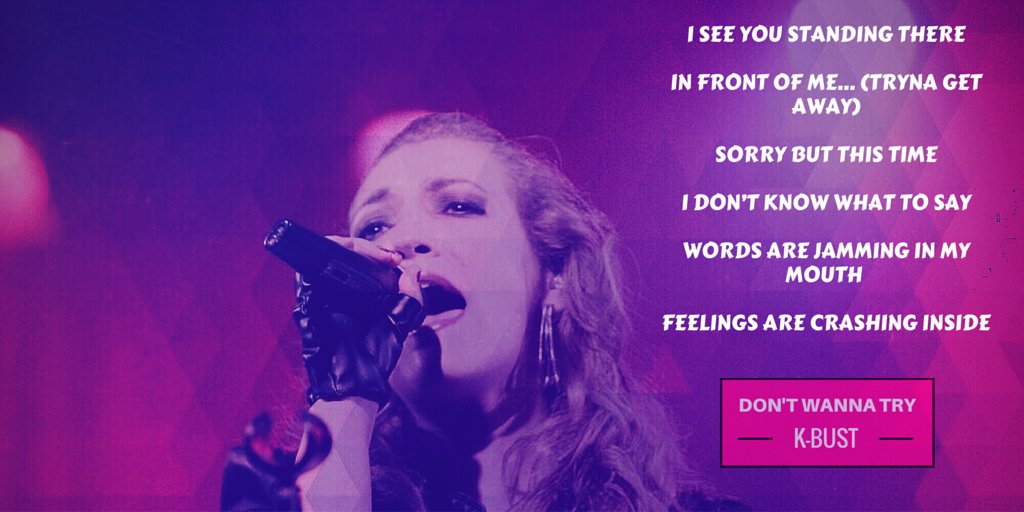 I SEE YOU STANDING THERE
IN FRONT OF ME... (TRYNA GET
AWAY)
SORRY BUT THIS TIME
I DON'T KNOW WHAT TO SAY
WORDS ARE JAMMING IN MY
MOUTH
FEELINGS ARE CRASHING INSIDE
DON'T WANNA TRY
K-BUST